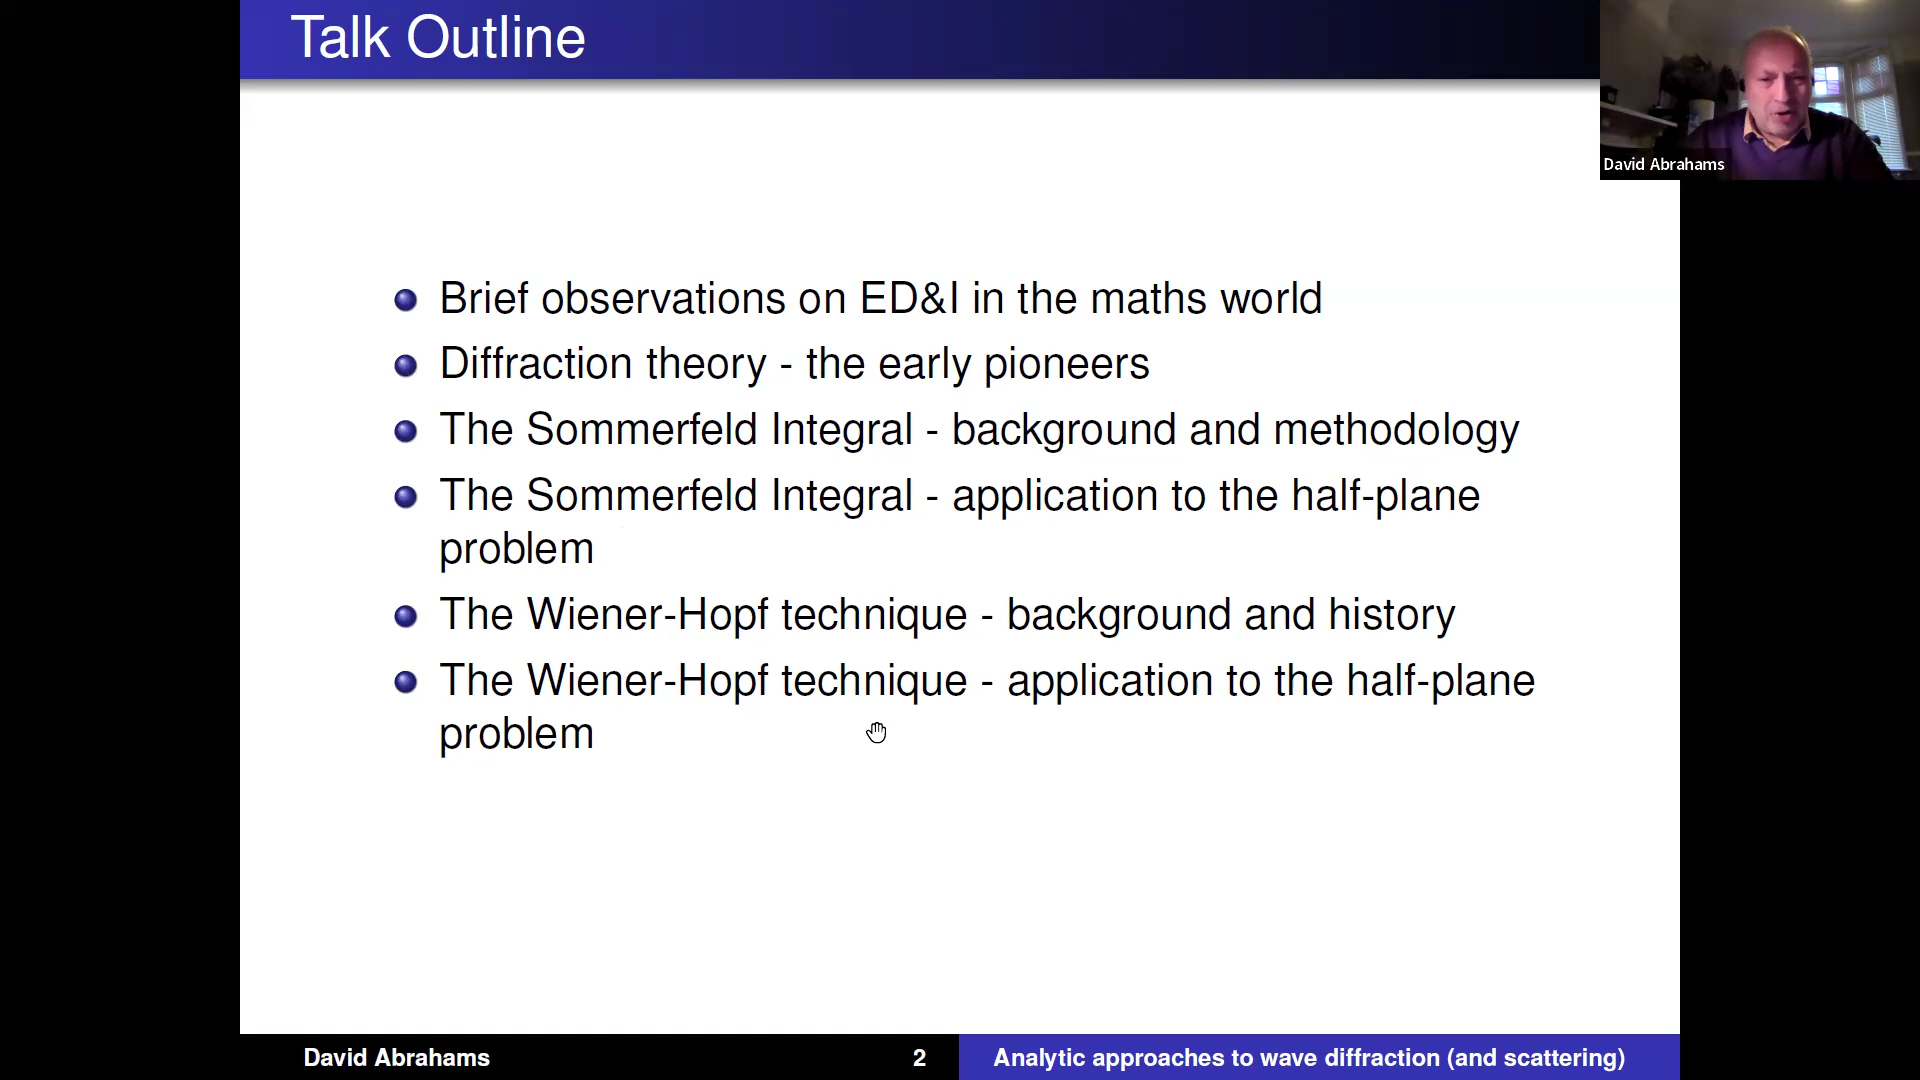 Talk Outline
David Abrahams
Brief observations on ED&I in the maths world
Diffraction theory - the early pioneers
The Sommerfeld Integral - background and methodology
The Sommerfeld Integral - application to the half-plane
problem
The Wiener-Hopf technique - background and history
The Wiener-Hopf technique - application to the half-plane
problem
David Abrahams
2
Analytic approaches to wave diffraction (and scattering)